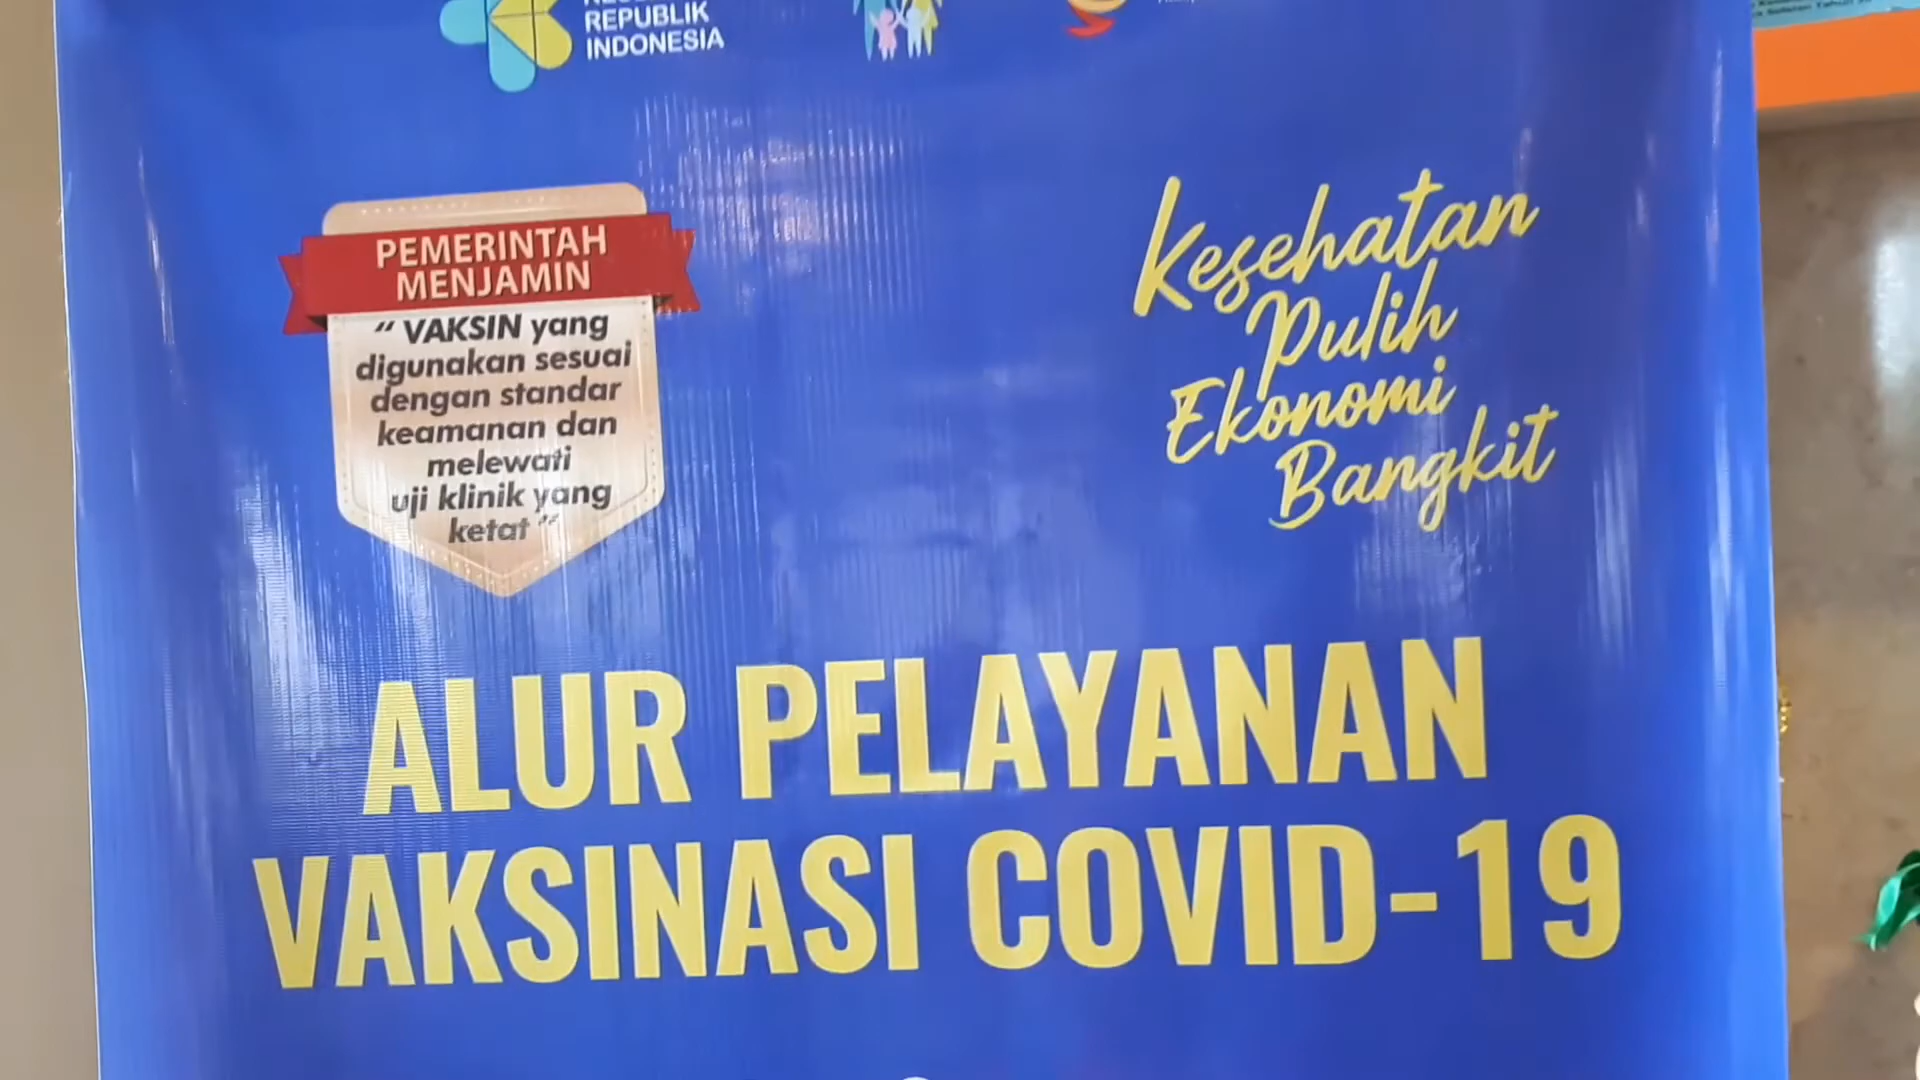 REPUBLIK
INDONESIA
PEMERINTAH
MENJAMIN
“ VAKSIN yang
digunakan sesuai
dengan standar
keamanan dan
melewati
uji klinik yang
ketat ”
Kesehatan
Pulih
Ekonomi
Bangkit
ALUR PELAYANAN
VAKSINASI COVID-19